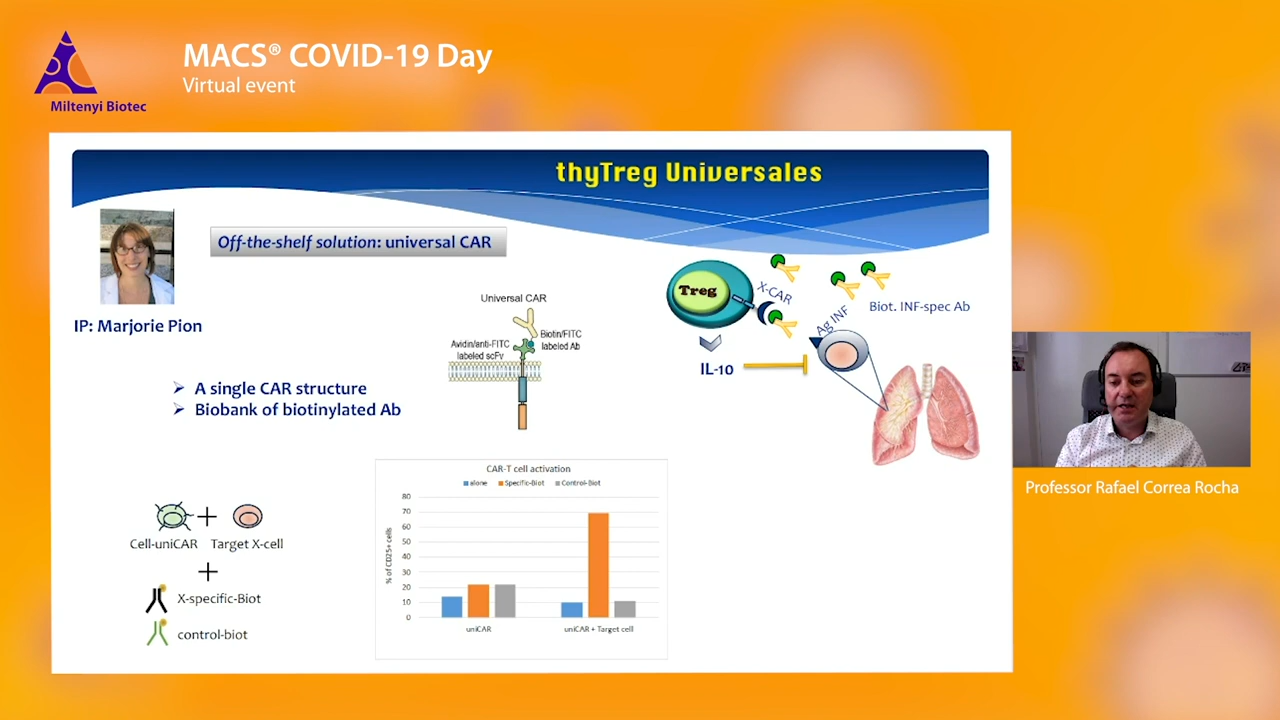 MACS® COVID-19 Day
Virtual event
Miltenyi Biotec
thyTreg Universales
Off-the-shelf solution: universal CAR
IP: Marjorie Pion
A single CAR structure
Biobank of biotinylated Ab
Universal CAR
Biotin/FITC
labeled Ab
Avidin/anti-FITC
labeled scFv
Treg
X-CAR
Ag INF
Biot. INF-spec Ab
IL-10
Cell-uniCAR
Target X-cell
X-specific-Biot
control-biot
CAR-T cell activation
alone
Specific-Biot
Control-Biot
% of CD25+ cells
80
70
60
50
40
30
20
10
0
uniCAR
uniCAR + Target cell
Professor Rafael Correa Rocha